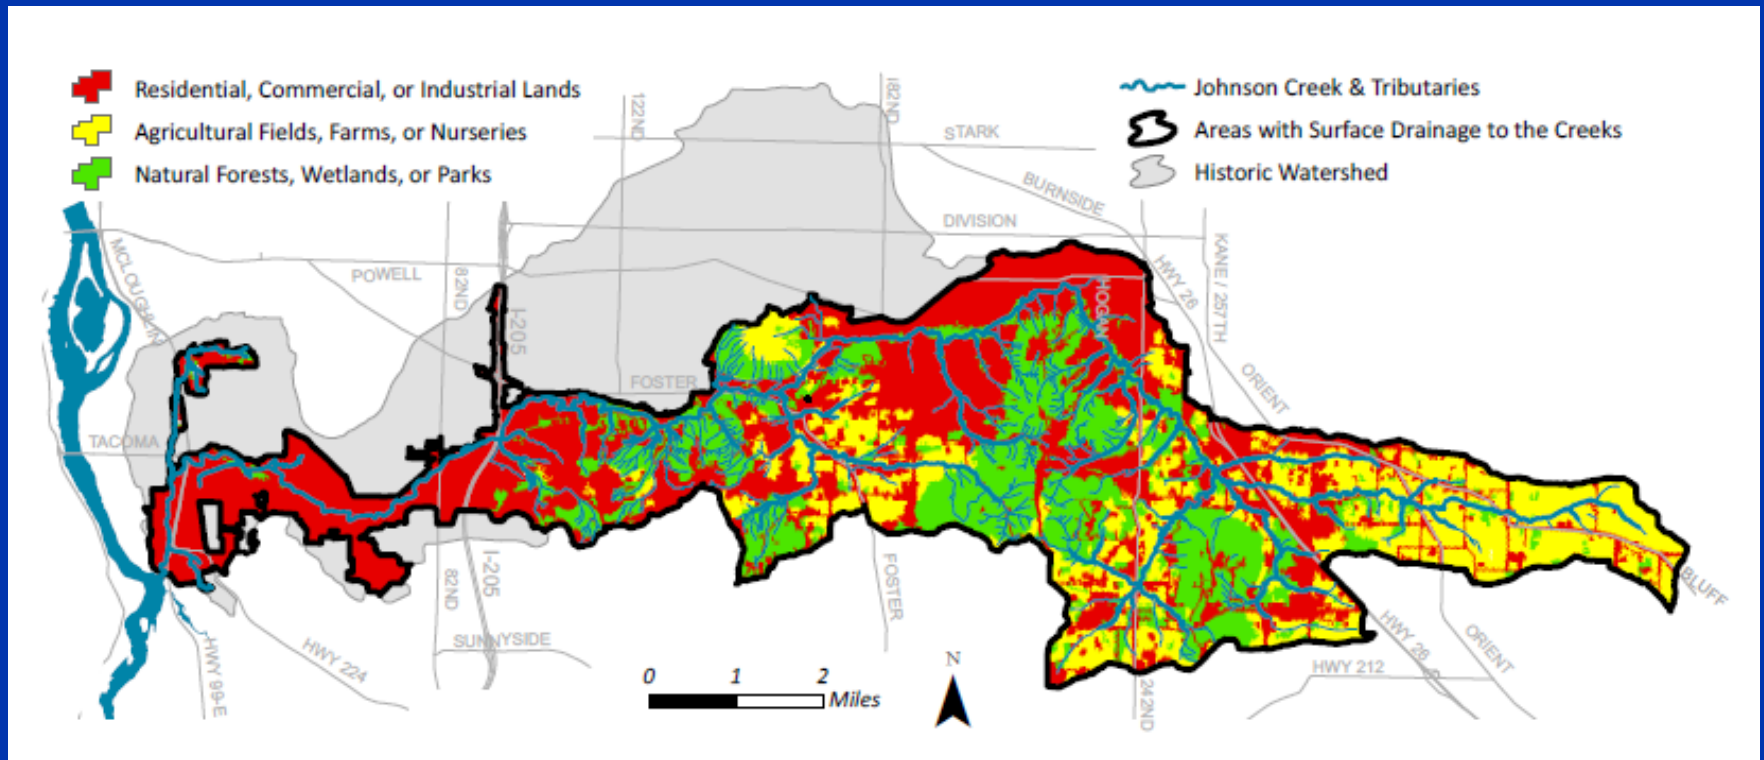 Residential, Commercial, or Industrial Lands
Agricultural Fields, Farms, or Nurseries
Natural Forests, Wetlands, or Parks
Johnson Creek & Tributaries
Areas with Surface Drainage to the Creeks
Historic Watershed
122ND
182ND
STARK
BURNSIDE
DIVISION
MCLOUGHLIN
POWELL
82ND
I-205
HOGAN
HWY 26
KANE / 257TH
ORIENT
FOSTER
TACOMA
82ND
I-205
FOSTER
BLUFF
SUNNYSIDE
HWY 224
HWY 99-E
HWY 26
ORIENT
HWY 212
242ND
0 1 2
Miles
N